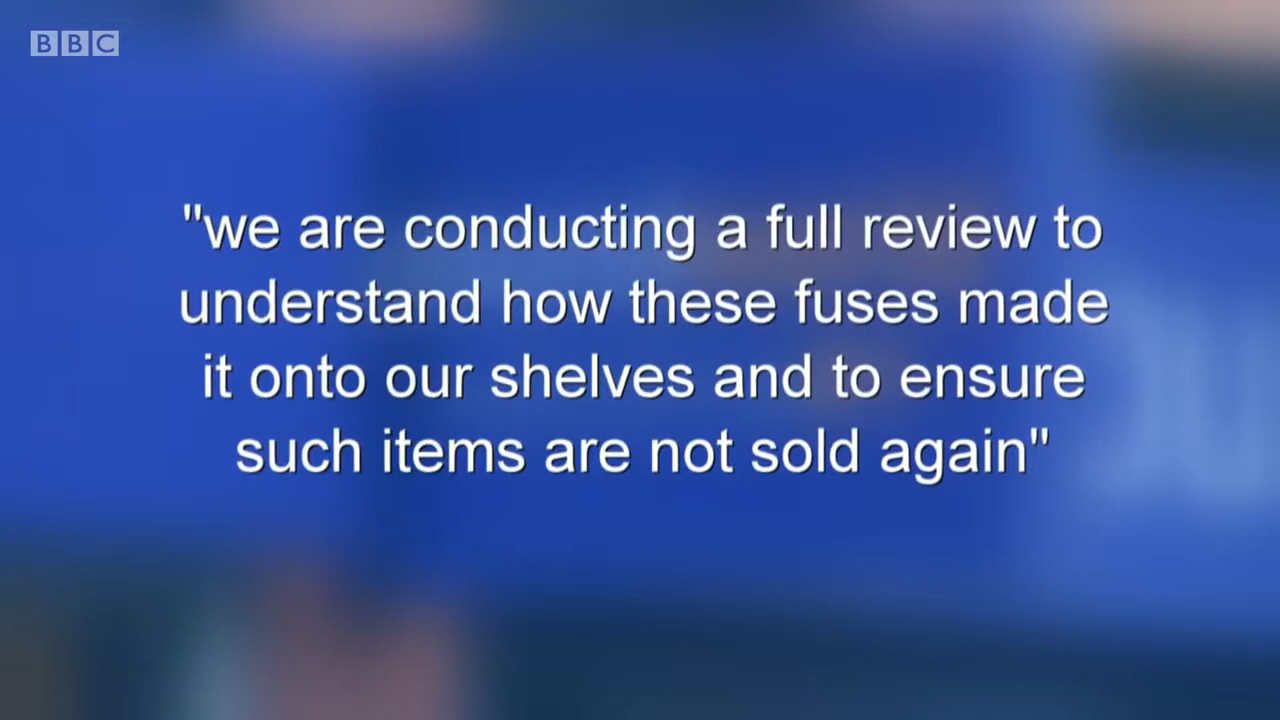 BBC
"we are conducting a full review to
understand how these fuses made
it onto our shelves and to ensure
such items are not sold again"